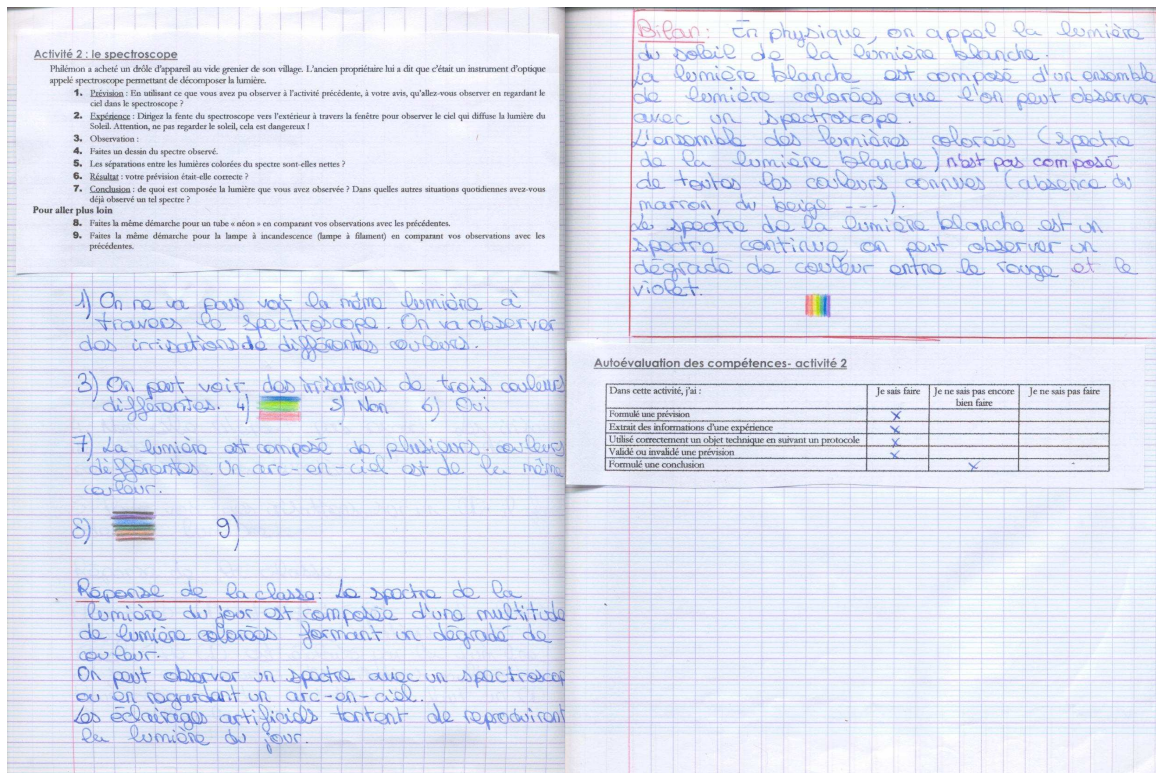 Activité 2 : le spectroscope
Philémon a acheté un drôle d'appareil au vide grenier de son village. L'ancien propriétaire lui a dit que c'était un instrument d'optique
appelé spectroscope permettant de décomposer la lumière.
1. Prévision : En utilisant ce que vous avez pu observer à l'activité précédente, à votre avis, qu'allez-vous observer en regardant le
ciel dans le spectroscope ?
2. Expérience : Dirigez la fente du spectroscope vers l'extérieur à travers la fenêtre pour observer le ciel qui diffuse la lumière du
Soleil. Attention, ne pas regarder le soleil, cela est dangereux !
3. Observation :
4. Faites un dessin du spectre observé.
5. Les séparations entre les lumières colorées du spectre sont-elles nettes ?
6. Résultat : votre prévision était-elle correcte ?
7. Conclusion : de quoi est composée la lumière que vous avez observée ? Dans quelles autres situations quotidiennes avez-vous
déjà observé un tel spectre ?
Pour aller plus loin
8. Faites la même démarche pour un tube « néon » en comparant vos observations avec les précédentes.
9. Faites la même démarche pour la lampe à incandescence (lampe à filament) en comparant vos observations avec les
précédentes.
1) On ne va pas voir la même lumière à
travers le spectroscope. On va observer
des irrisations de différentes couleurs.
3) On peut voir des irrisations de trois couleurs
différentes. 4) 5) Non 6) Oui
7) La lumière est composé de plusieurs couleurs
différentes. Un arc-en-ciel est de la même
couleur.
8) 9)
Réponse de la classe : Le spectre de la
lumière du jour est composée d'une multitude
de lumière colorées formant un dégradé de
couleur.
On peut observer un spectre avec un spectroscop
ou en regardant un arc-en-ciel.
Les éclairages artificiels tentent de reproduirent
la lumière du jour.
Bilan : En physique, on appel la lumière
du soleil de la lumière blanche.
La lumière blanche est composé d'un ensemble
de lumière colorées que l'on peut observer
avec un spectroscope.
L'ensemble des lumières colorées (spectre
de la lumière blanche) n'est pas composé
de toutes les couleurs connues (absence du
marron, du beige ---).
Le spectre de la lumière blanche est un
spectre continue, on peut observer un
dégradé de couleur entre le rouge et le
violet.
Autoévaluation des compétences- activité 2
Dans cette activité, j'ai : Je sais faire Je ne sais pas encore bien faire Je ne sais pas faire
Formulé une prévision X
Extrait des informations d'une expérience X
Utilisé correctement un objet technique en suivant un protocole X
Validé ou invalidé une prévision X
Formulé une conclusion X